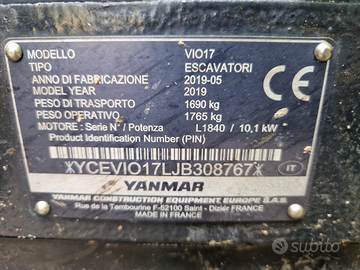 MODELLO VIO17
TIPO ESCAVATORI
ANNO DI FABRICAZIONE 2019-05
MODEL YEAR 2019
PESO DI TRASPORTO 1690 kg
PESO OPERATIVO 1765 kg
MOTORE : Serie N° / Potenza L1840 / 10,1 kW
Product Identification Number (PIN)
XYCEVIO17LJB308767X
IT
YANMAR
YANMAR CONSTRUCTION EQUIPMENT, EUROPE S.A.S.
Rue de la Tambourine F-52100 Saint - Dizier FRANCE
MADE IN FRANCE
CE
subito